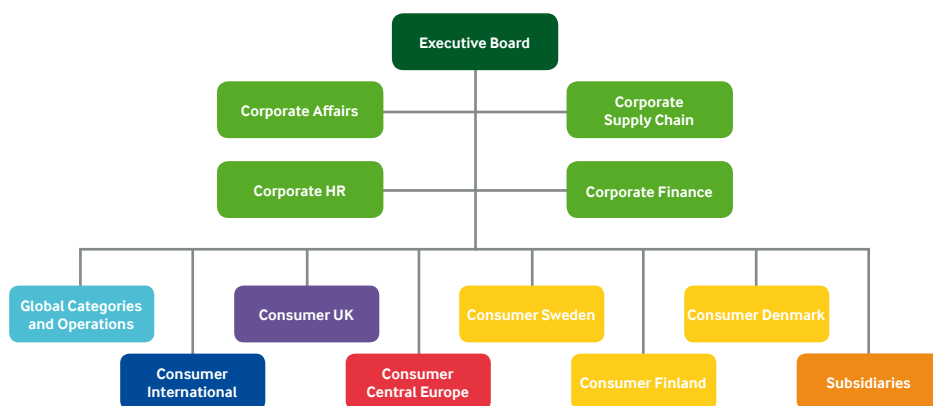 Executive Board
Corporate Affairs
Corporate
Supply Chain
Corporate HR
Corporate Finance
Global Categories
and Operations
Consumer UK
Consumer Sweden
Consumer Denmark
Consumer
International
Consumer
Central Europe
Consumer Finland
Subsidiaries